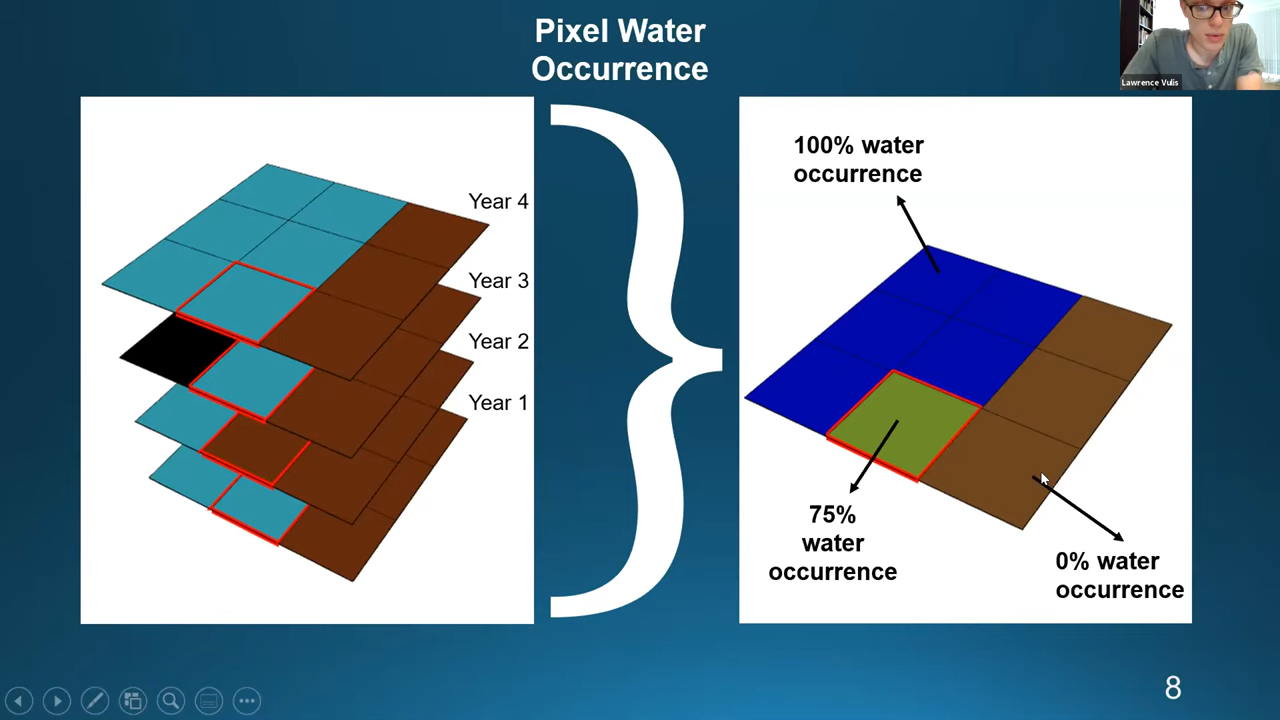 Pixel Water
Occurrence
Lawrence Vulis
Year 4
Year 3
Year 2
Year 1
100% water
occurrence
75%
water
occurrence
0% water
occurrence
8